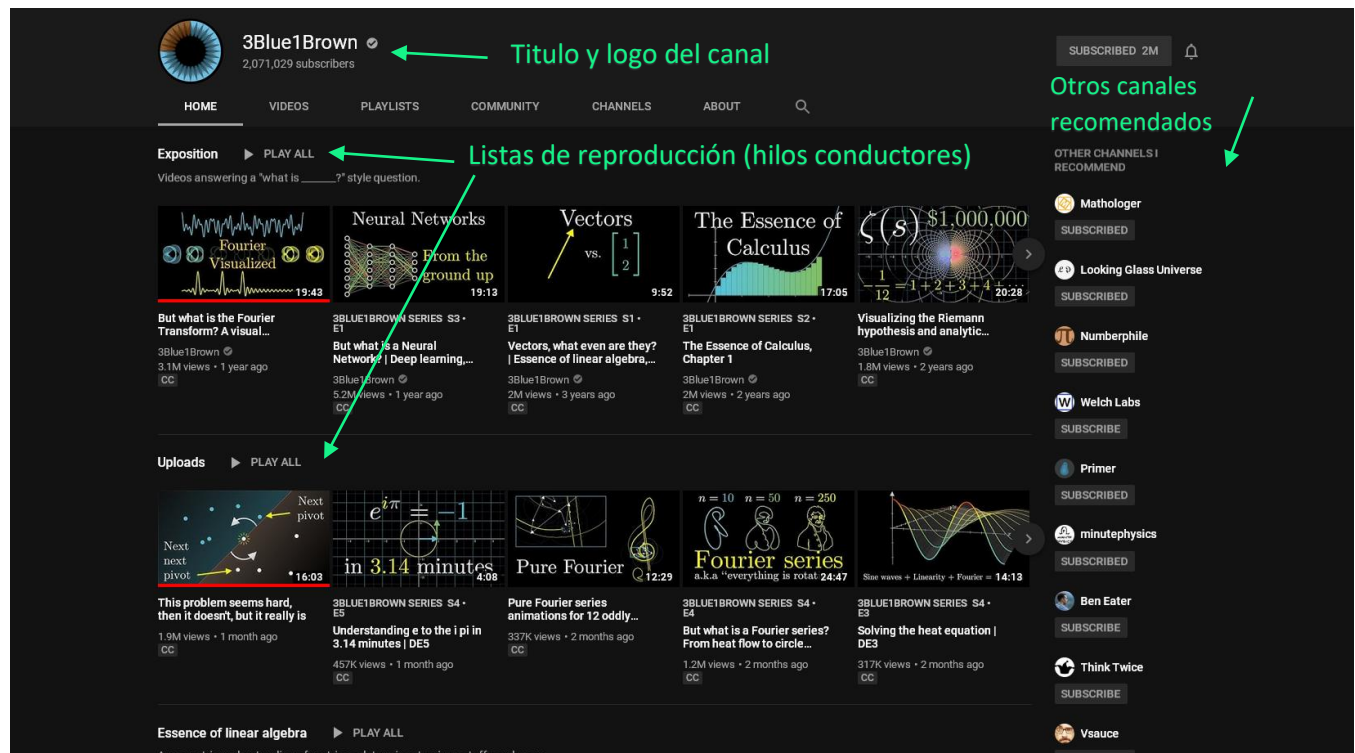 3Blue1Brown
2,071,029 subscribers
Titulo y logo del canal
SUBSCRIBED 2M
HOME VIDEOS PLAYLISTS COMMUNITY CHANNELS ABOUT
Otros canales
recomendados
Exposition PLAY ALL
Listas de reproducción (hilos conductores)
Videos answering a "what is ______?" style question.
Fourier
Visualized
19:43
Neural Networks
From the
ground up
19:13
Vectors
vs. [1 2]
9:52
The Essence of
Calculus
17:05
ζ(s) $1,000,000
-1/12 = 1+2+3+4+···
20:28
But what is the Fourier
Transform? A visual...
3Blue1Brown
3.1M views • 1 year ago
CC
3BLUE1BROWN SERIES S3 •
E1
But what is a Neural
Network? | Deep learning,...
3Blue1Brown
5.2M views • 1 year ago
CC
3BLUE1BROWN SERIES S1 •
E1
Vectors, what even are they?
| Essence of linear algebra,...
3Blue1Brown
2M views • 3 years ago
CC
3BLUE1BROWN SERIES S2 •
E1
The Essence of Calculus,
Chapter 1
3Blue1Brown
2M views • 2 years ago
CC
Visualizing the Riemann
hypothesis and analytic...
3Blue1Brown
1.8M views • 2 years ago
CC
Uploads PLAY ALL
Next
pivot
Next
next
pivot
16:03
e^{iπ} = -1
in 3.14 minutes
4:08
Pure Fourier
12:29
n = 10 n = 50 n = 250
Fourier series
a.k.a "everything is rotat
24:47
Sine waves + Linearity + Fourier =
14:13
This problem seems hard,
then it doesn't, but it really is
1.9M views • 1 month ago
CC
3BLUE1BROWN SERIES S4 •
E5
Understanding e to the i pi in
3.14 minutes | DE5
457K views • 1 month ago
CC
Pure Fourier series
animations for 12 oddly...
337K views • 2 months ago
CC
3BLUE1BROWN SERIES S4 •
E4
But what is a Fourier series?
From heat flow to circle...
1.2M views • 2 months ago
CC
3BLUE1BROWN SERIES S4 •
E3
Solving the heat equation |
DE3
317K views • 2 months ago
CC
Essence of linear algebra PLAY ALL
OTHER CHANNELS I
RECOMMEND
Mathologer
SUBSCRIBED
Looking Glass Universe
SUBSCRIBED
Numberphile
SUBSCRIBED
W
Welch Labs
SUBSCRIBE
Primer
SUBSCRIBED
minutephysics
SUBSCRIBED
Ben Eater
SUBSCRIBE
Think Twice
SUBSCRIBE
Vsauce